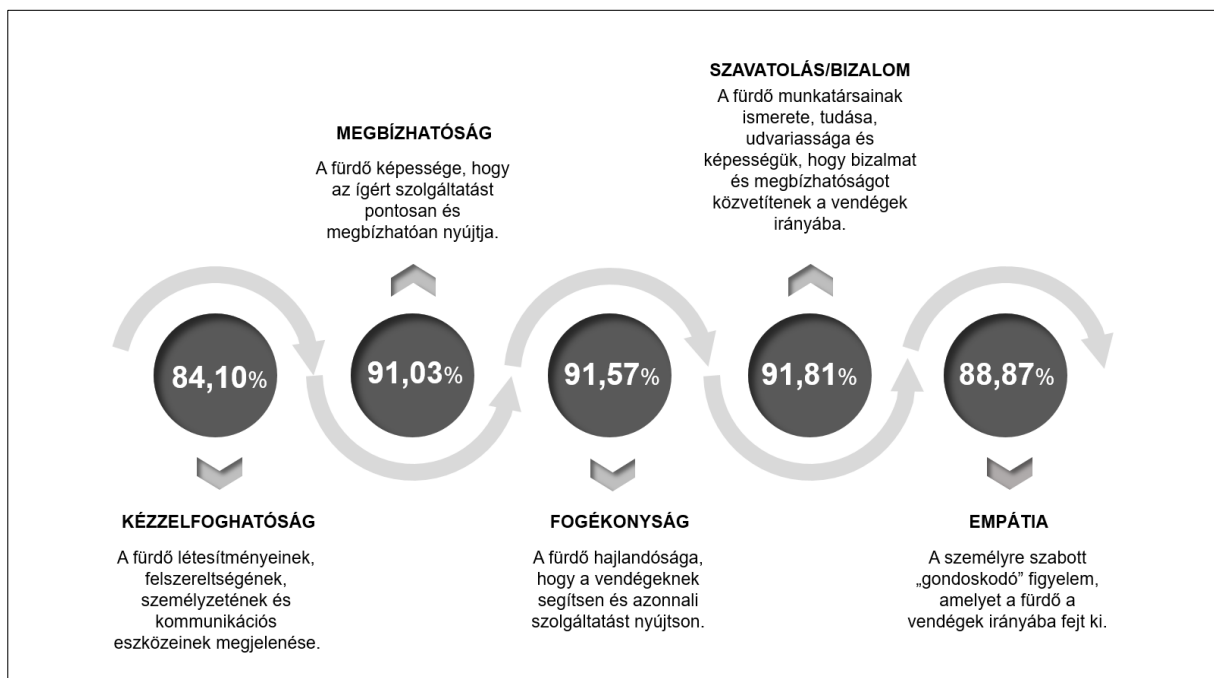 84,10%
KÉZZELFOGHATÓSÁG
A fürdő létesítményeinek,
felszereltségének,
személyzetének és
kommunikációs
eszközeinek megjelenése.
MEGBÍZHATÓSÁG
A fürdő képessége, hogy
az ígért szolgáltatást
pontosan és
megbízhatóan nyújtja.
91,03%
91,57%
FOGÉKONYSÁG
A fürdő hajlandósága,
hogy a vendégeknek
segítsen és azonnali
szolgáltatást nyújtson.
SZAVATOLÁS/BIZALOM
A fürdő munkatársainak
ismerete, tudása,
udvariassága és
képességük, hogy bizalmat
és megbízhatóságot
közvetítenek a vendégek
irányába.
91,81%
88,87%
EMPÁTIA
A személyre szabott
„gondoskodó” figyelem,
amelyet a fürdő a
vendégek irányába fejt ki.